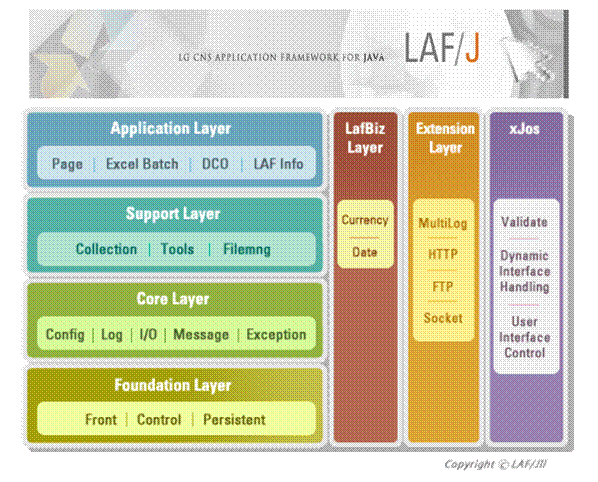 LG CNS APPLICATION FRAMEWORK FOR JAVA LAF/J
Application Layer
Page | Excel Batch | DCO | LAF Info
Support Layer
Collection | Tools | Filemng
Core Layer
Config | Log | I/O | Message | Exception
Foundation Layer
Front | Control | Persistent
LafBiz
Layer
Currency
Date
Extension
Layer
MultiLog
HTTP
FTP
Socket
xJos
Validate
Dynamic
Interface
Handling
User
Interface
Control
Copyright © LAF/JIII